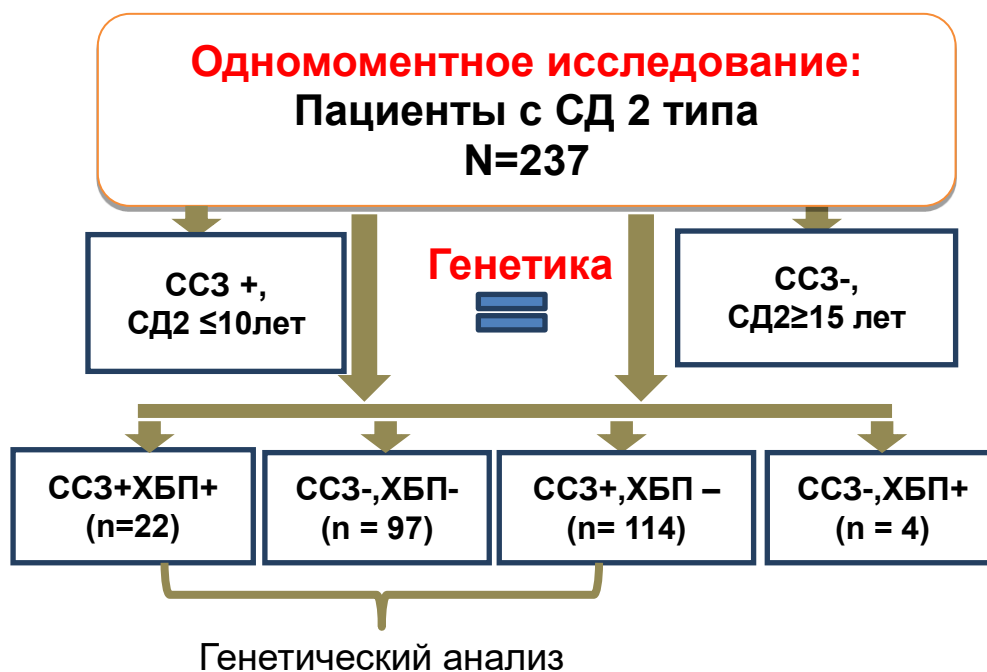 Одномоментное исследование:
Пациенты с СД 2 типа
N=237
ССЗ +,
СД2 ≤10лет
Генетика
ССЗ-,
СД2≥15 лет
ССЗ+ХБП+
(n=22)
ССЗ-,ХБП-
(n = 97)
ССЗ+,ХБП –
(n= 114)
ССЗ-,ХБП+
(n = 4)
Генетический анализ